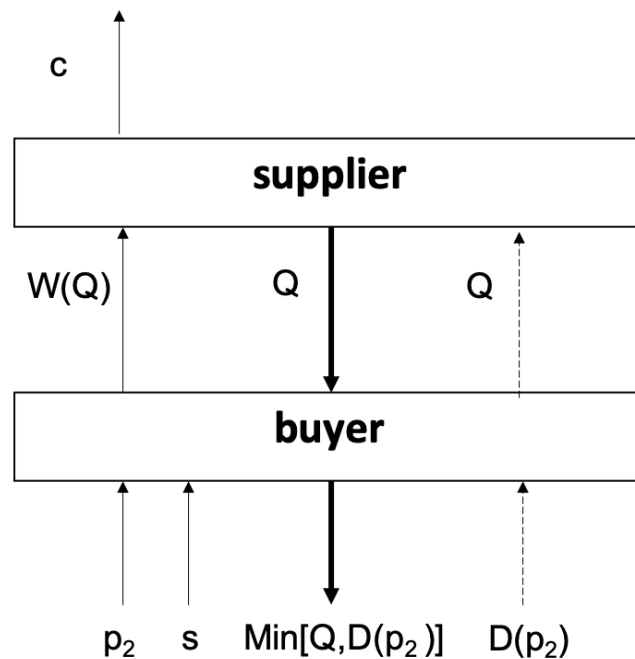 c
supplier
W(Q) Q Q
buyer
p₂ s Min[Q,D(p₂)] D(p₂)